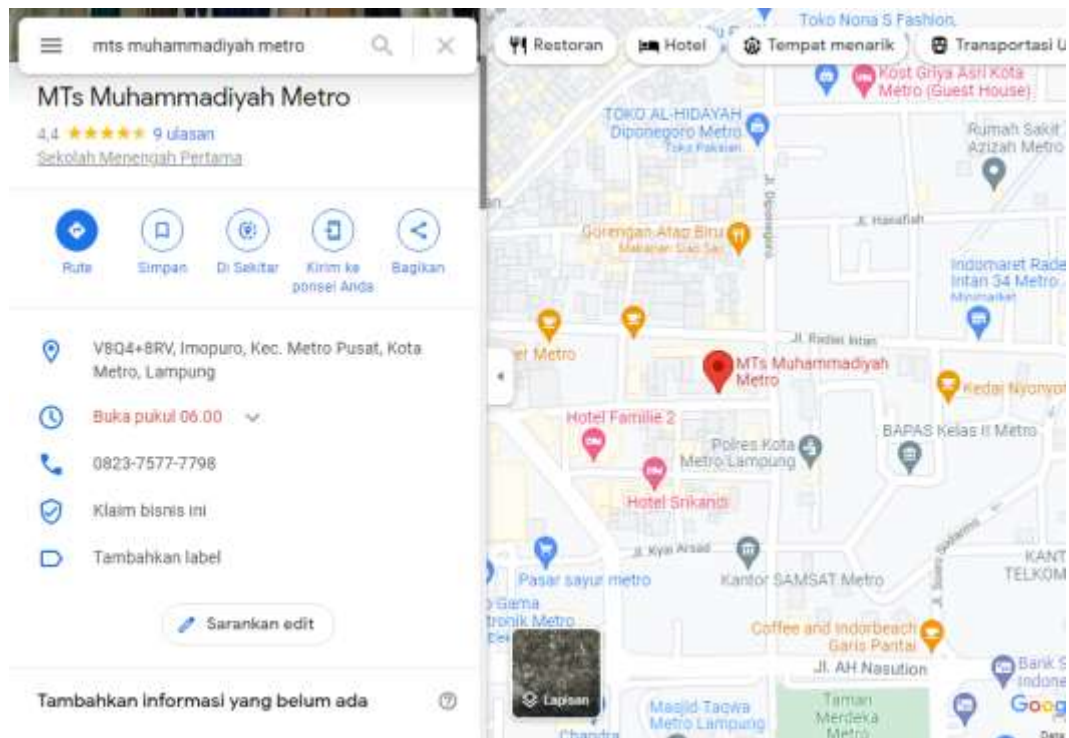 mts muhammadiyah metro
MTs Muhammadiyah Metro
4,4
9 ulasan
Sekolah Menengah Pertama
Rute
Simpan
Di Sekitar
Kirim ke
ponsel Anda
Bagikan
V8Q4+8RV, Imopuro, Kec. Metro Pusat, Kota
Metro, Lampung
Buka pukul 06.00
0823-7577-7798
Klaim bisnis ini
Tambahkan label
Sarankan edit
Tambahkan informasi yang belum ada
Restoran
Hotel
Tempat menarik
Transportasi U
Toko Nona S Fashion,
Kost Griya Asri Kota
Metro (Guest House)
TOKO AL-HIDAYAH
Diponegoro Metro
Toko Pakaian
Rumah Sakit
Azizah Metro
Jl. Diponegoro
Jl. Hanafiah
Gorengan Atap Biru
Makanan Siap Saji
Indomaret Rade
Intan 34 Metro
Minimarket
Jl. Raden Intan
er Metro
MTs Muhammadiyah
Metro
Kedai Nyonyor
Hotel Familie 2
Polres Kota
Metro Lampung
BAPAS Kelas II Metro
Hotel Srikandi
Jl. Kyai Arsad
Pasar sayur metro
Kantor SAMSAT Metro
KANT
TELKOM
Gama
tronik Metro
Coffee and Indorbeach
Garis Pantai
Jl. AH Nasution
Bank S
Indone
Lapisan
Masjid Taqwa
Metro Lampung
Taman
Merdeka
Metro
Goog
Chandra
Data